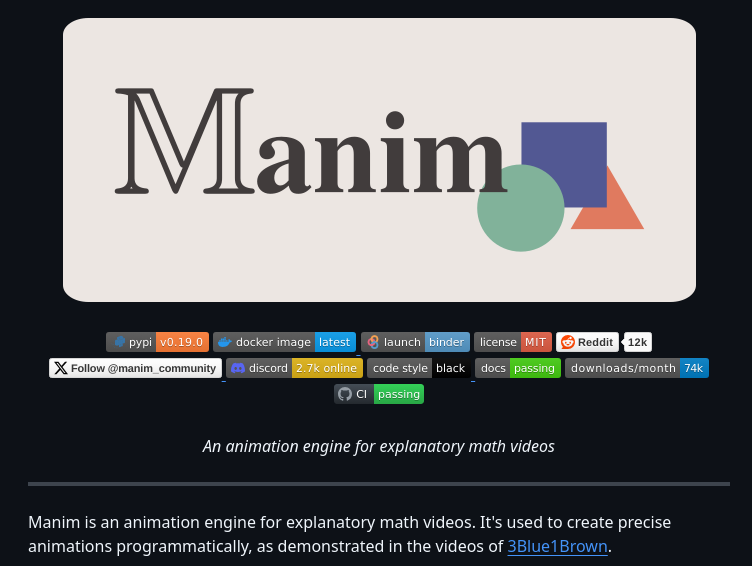 Manim
pypi v0.19.0 docker image latest launch binder license MIT Reddit 12k
Follow @manim_community discord 2.7k online code style black docs passing downloads/month 74k
CI passing
An animation engine for explanatory math videos
Manim is an animation engine for explanatory math videos. It's used to create precise
animations programmatically, as demonstrated in the videos of 3Blue1Brown.